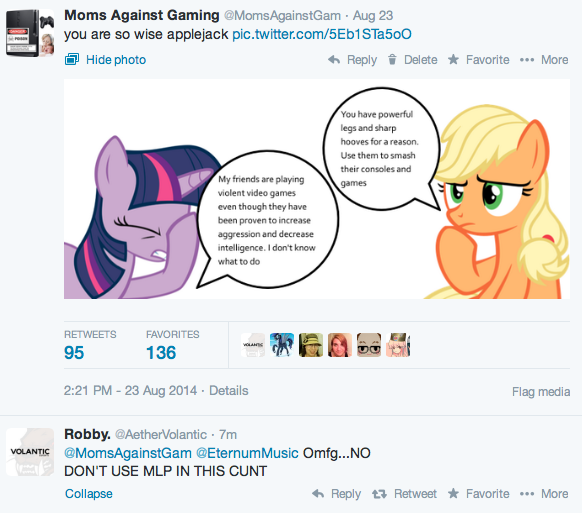 Moms Against Gaming @MomsAgainstGam · Aug 23
you are so wise applejack pic.twitter.com/5Eb1STa5oO
Hide photo
Reply Delete Favorite More
You have powerful
legs and sharp
hooves for a reason.
Use them to smash
their consoles and
games
My friends are playing
violent video games
even though they have
been proven to increase
aggression and decrease
intelligence. I don't know
what to do
RETWEETS FAVORITES
95 136
2:21 PM - 23 Aug 2014 · Details
Flag media
VOLANTIC
Robby. @AetherVolantic · 7m
@MomsAgainstGam @EternumMusic Omfg...NO
DON'T USE MLP IN THIS CUNT
Collapse
Reply Retweet Favorite More